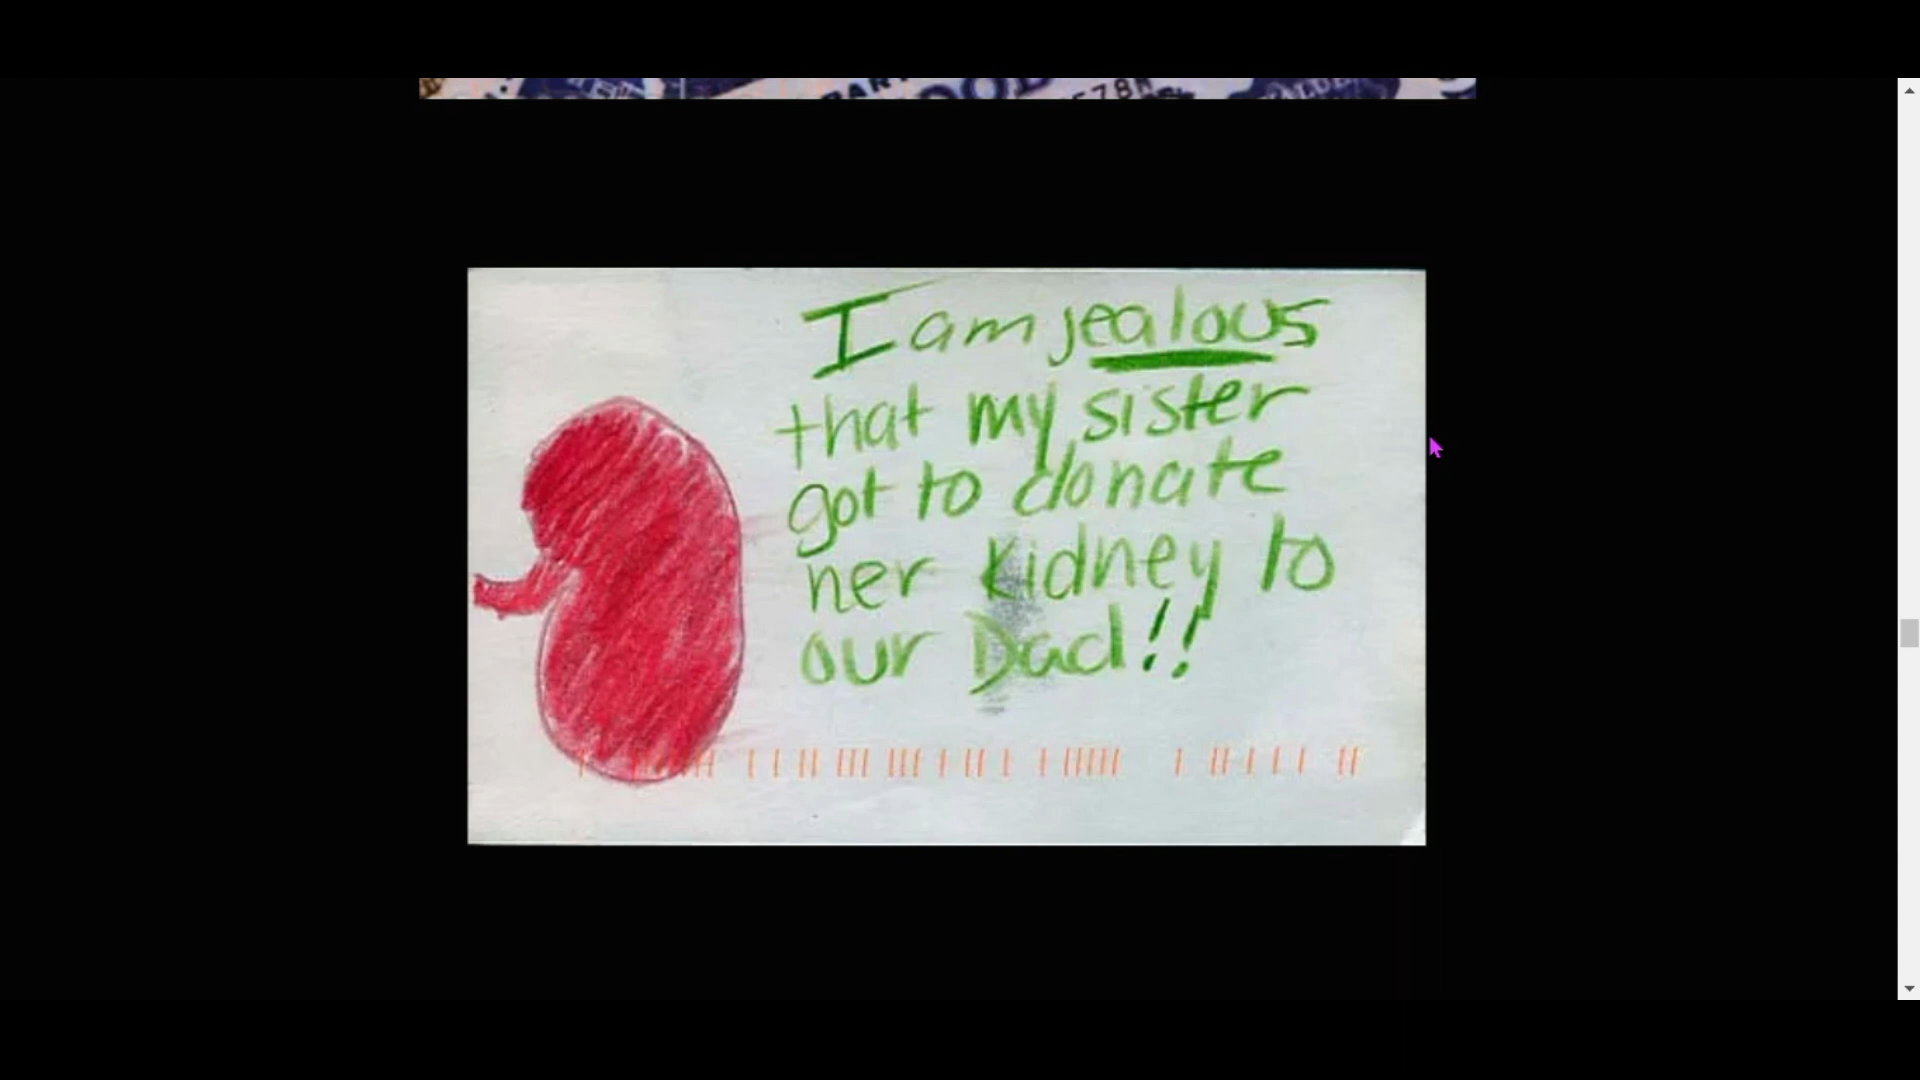 I am jealous
that my sister
got to donate
her Kidney to
our Dad!!